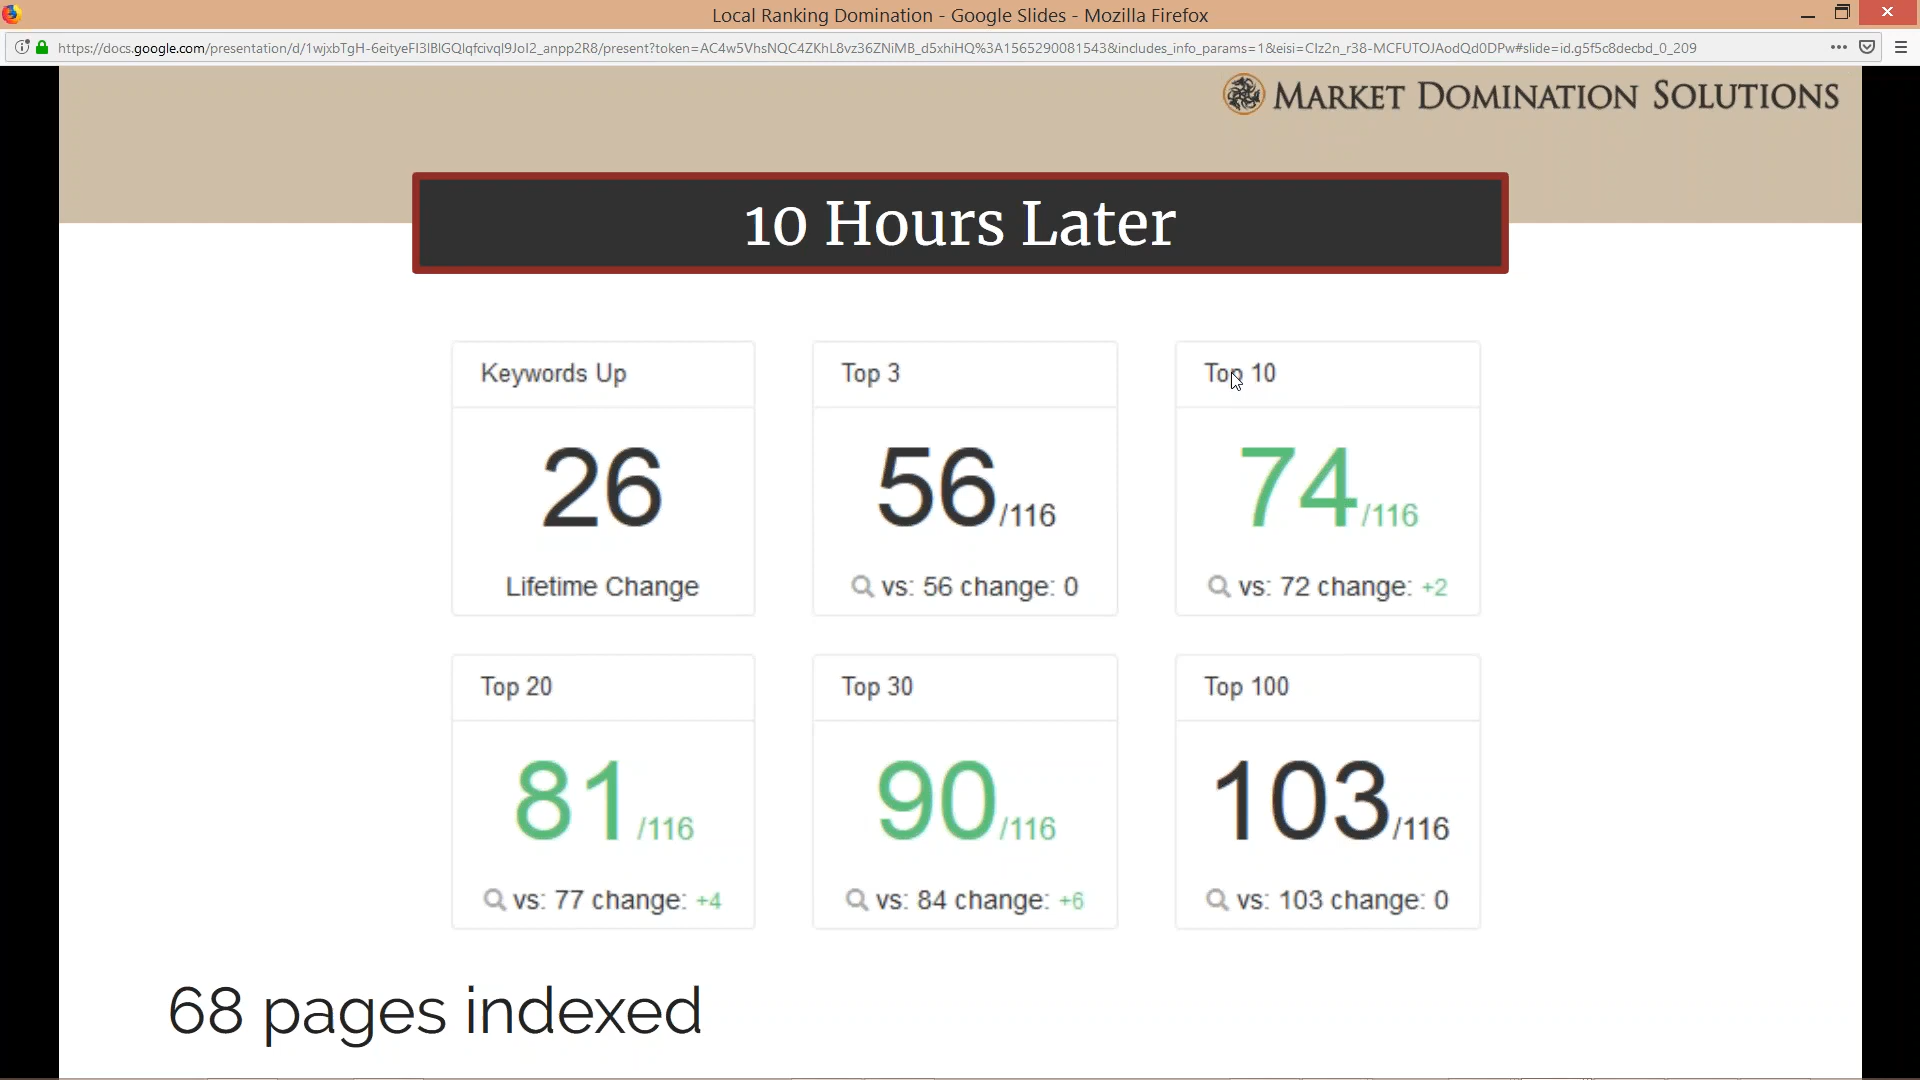 Local Ranking Domination - Google Slides - Mozilla Firefox
https://docs.google.com/presentation/d/1wjxbTgH-6eityeFI3lBlGQlqfcivql9JoI2_anpp2R8/present?token=AC4w5VhsNQC4ZKhL8vz36ZNiMB_d5xhiHQ%3A1565290081543&includes_info_params=1&eisi=CIz2n_r38-MCFUTOJAodQd0DPw#slide=id.g5f5c8decbd_0_209
MARKET DOMINATION SOLUTIONS
10 Hours Later
Keywords Up
26
Lifetime Change
Top 3
56/116
vs: 56 change: 0
Top 10
74/116
vs: 72 change: +2
Top 20
81/116
vs: 77 change: +4
Top 30
90/116
vs: 84 change: +6
Top 100
103/116
vs: 103 change: 0
68 pages indexed